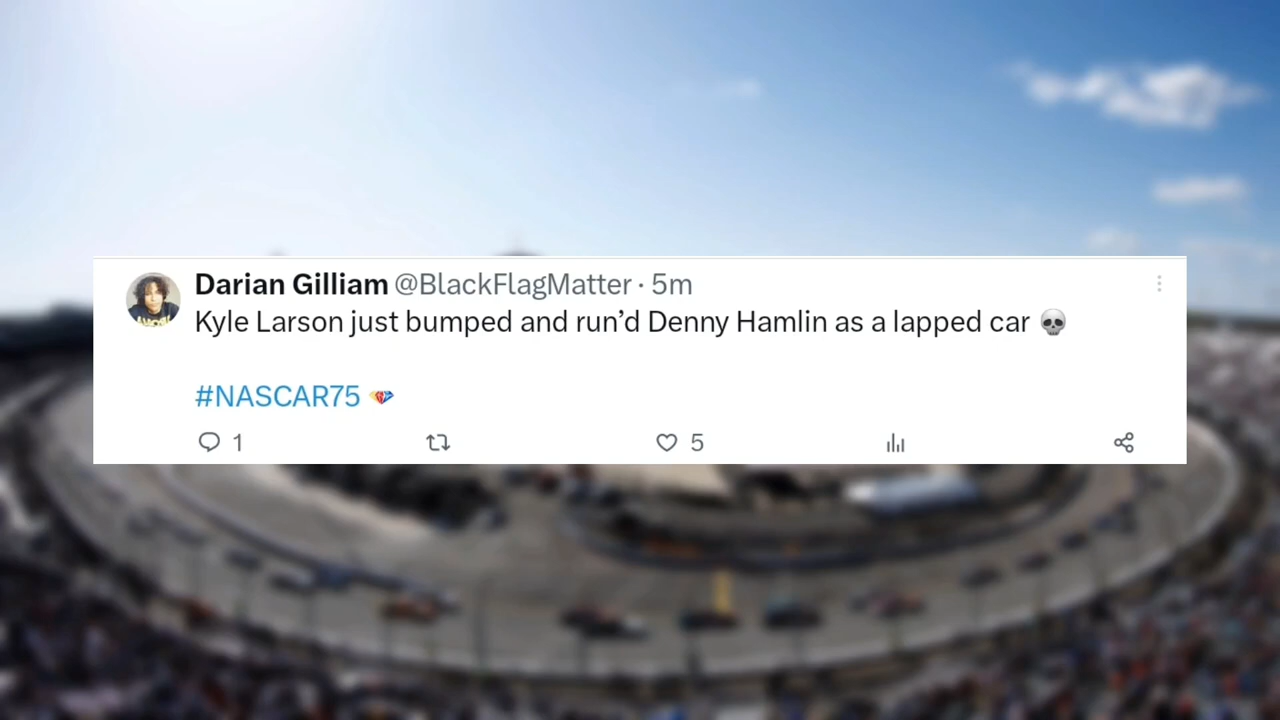 Darian Gilliam @BlackFlagMatter · 5m
Kyle Larson just bumped and run’d Denny Hamlin as a lapped car 💀
#NASCAR75
1 5